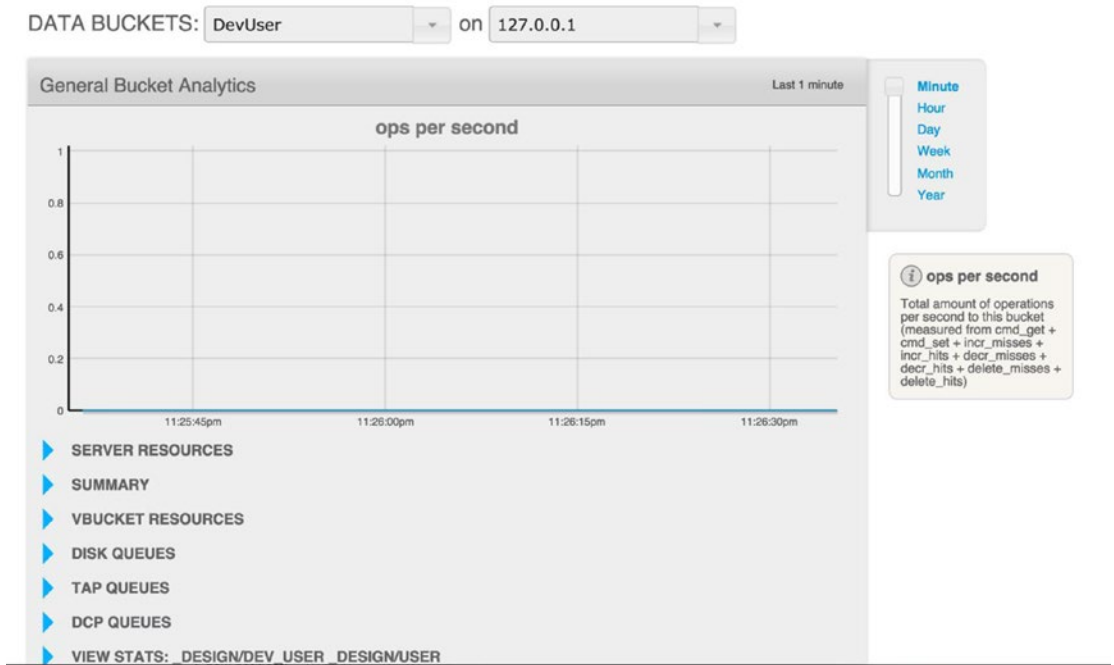 DATA BUCKETS: DevUser on 127.0.0.1
General Bucket Analytics
Last 1 minute
ops per second
1
0.8
0.6
0.4
0.2
0
11:25:45pm 11:26:00pm 11:26:15pm 11:26:30pm
Minute
Hour
Day
Week
Month
Year
i ops per second
Total amount of operations
per second to this bucket
(measured from cmd_get +
cmd_set + incr_misses +
incr_hits + decr_misses +
decr_hits + delete_misses +
delete_hits)
SERVER RESOURCES
SUMMARY
VBUCKET RESOURCES
DISK QUEUES
TAP QUEUES
DCP QUEUES
VIEW STATS: _DESIGN/DEV_USER _DESIGN/USER